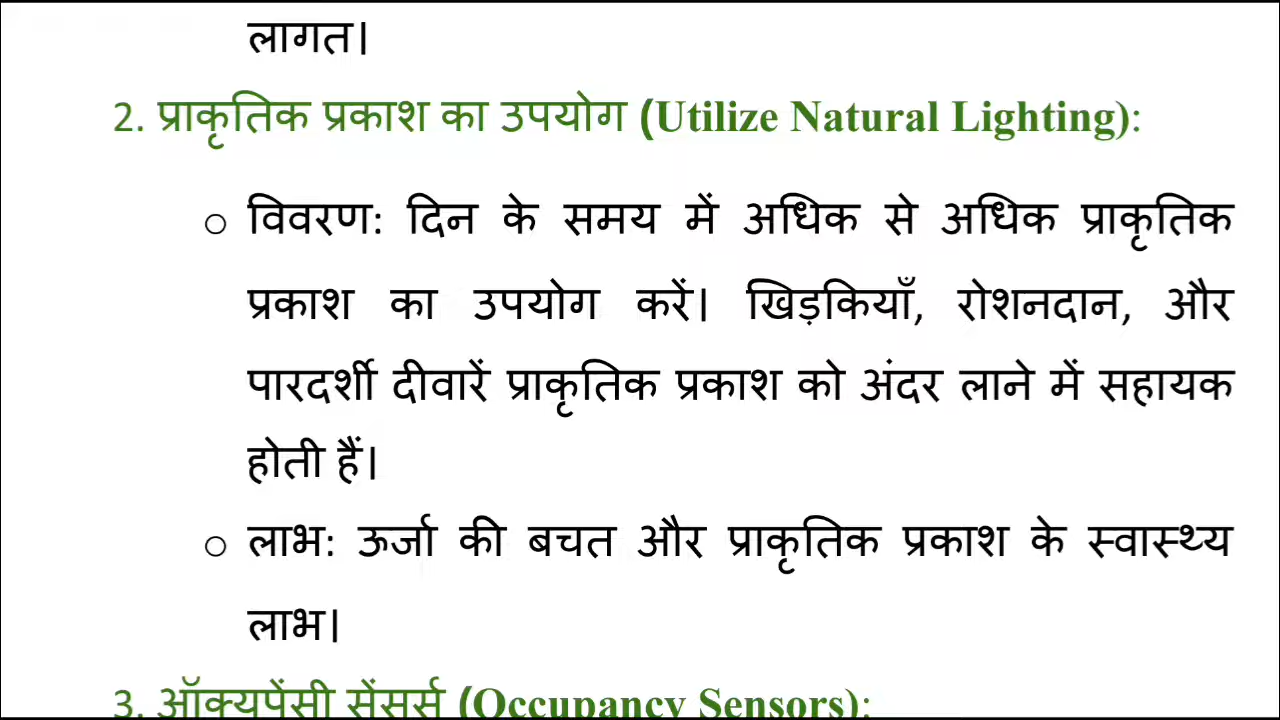 लागत।
2. प्राकृतिक प्रकाश का उपयोग (Utilize Natural Lighting):
o विवरण: दिन के समय में अधिक से अधिक प्राकृतिक
प्रकाश का उपयोग करें। खिड़कियाँ, रोशनदान, और
पारदर्शी दीवारें प्राकृतिक प्रकाश को अंदर लाने में सहायक
होती हैं।
o लाभ: ऊर्जा की बचत और प्राकृतिक प्रकाश के स्वास्थ्य
लाभ।
3. ऑक्यपेंसी सेंसर्स (Occupancy Sensors):